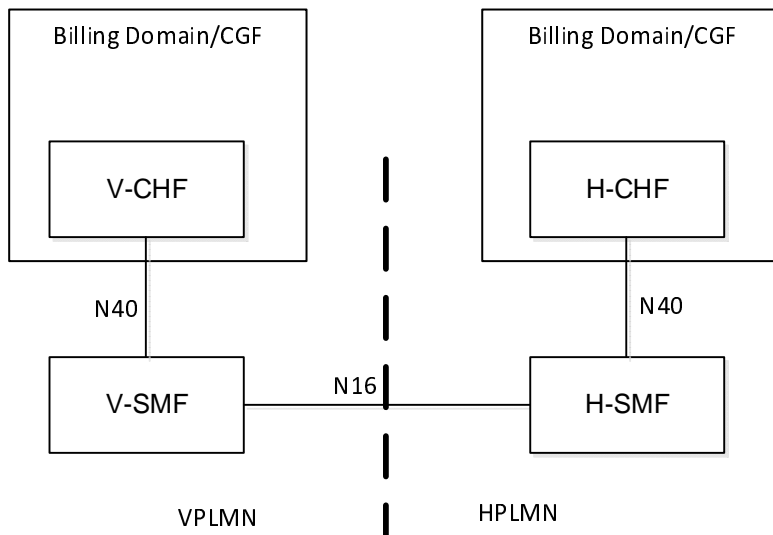 Billing Domain/CGF
Billing Domain/CGF
V-CHF
H-CHF
N40
N40
N16
V-SMF
H-SMF
VPLMN
HPLMN